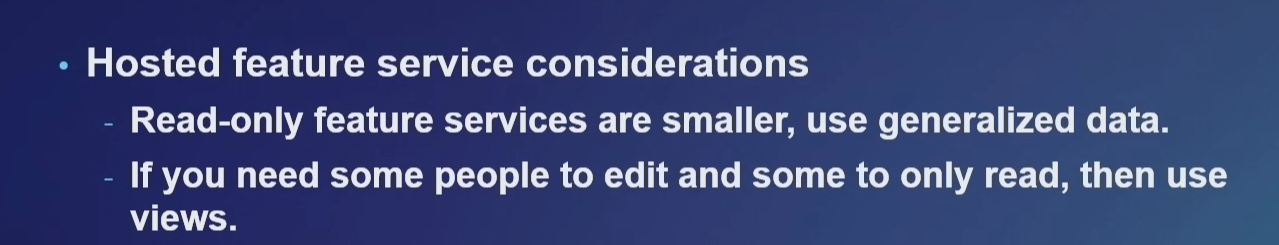 • Hosted feature service considerations
- Read-only feature services are smaller, use generalized data.
- If you need some people to edit and some to only read, then use
views.